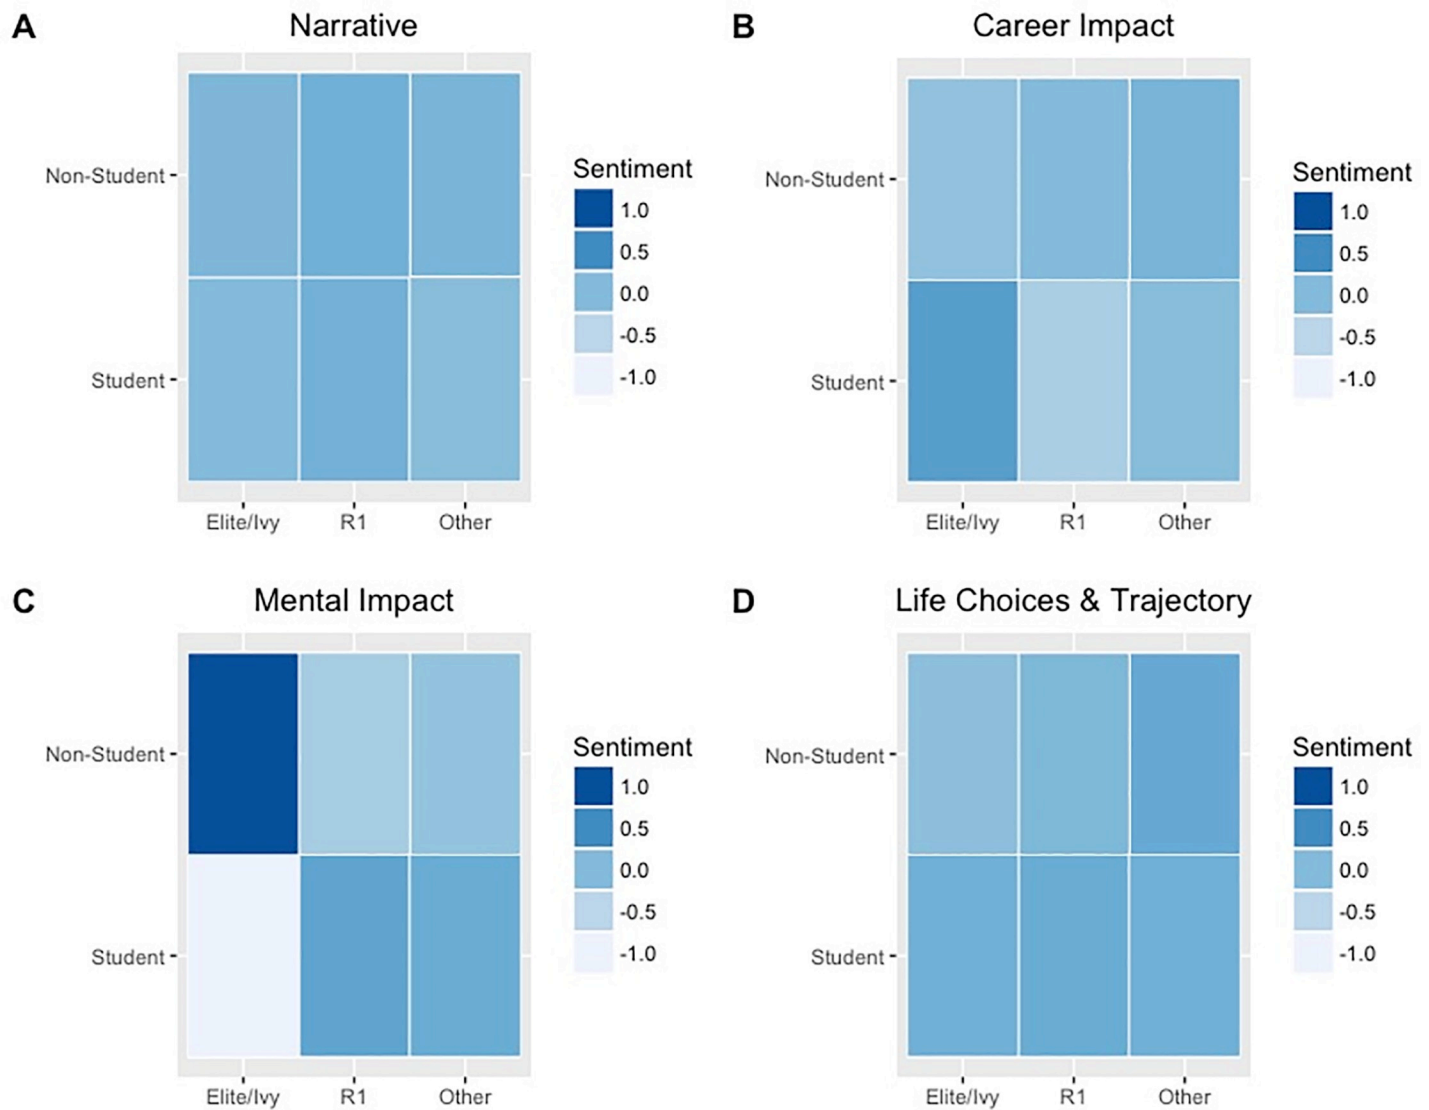 A
Narrative
Non-Student
Student
Elite/Ivy R1 Other
Sentiment
1.0
0.5
0.0
-0.5
-1.0
B
Career Impact
Non-Student
Student
Elite/Ivy R1 Other
Sentiment
1.0
0.5
0.0
-0.5
-1.0
C
Mental Impact
Non-Student
Student
Elite/Ivy R1 Other
Sentiment
1.0
0.5
0.0
-0.5
-1.0
D
Life Choices & Trajectory
Non-Student
Student
Elite/Ivy R1 Other
Sentiment
1.0
0.5
0.0
-0.5
-1.0